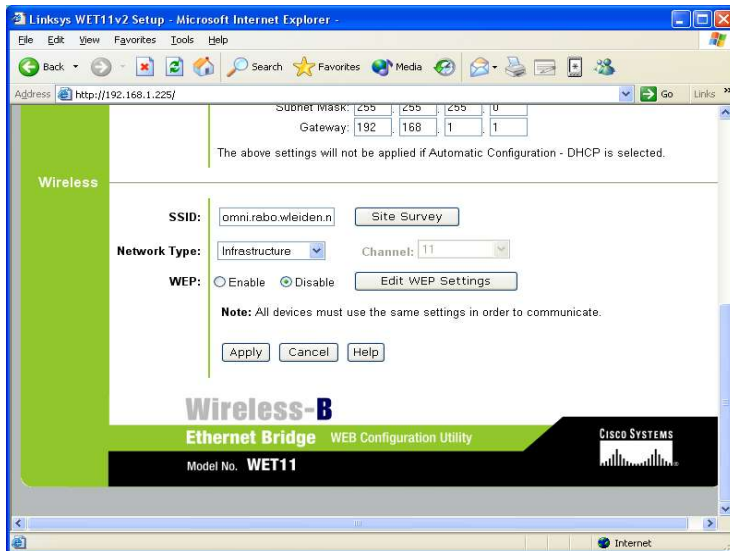 Linksys WET11v2 Setup - Microsoft Internet Explorer -
File Edit View Favorites Tools Help
Back Search Favorites Media
Address http://192.168.1.225/ Go Links »
Subnet Mask: 255 . 255 . 255 . 0
Gateway: 192 . 168 . 1 . 1
The above settings will not be applied if Automatic Configuration - DHCP is selected.
Wireless
SSID: omni.rabo.wleiden.n Site Survey
Network Type: Infrastructure Channel: 11
WEP: Enable Disable Edit WEP Settings
Note: All devices must use the same settings in order to communicate.
Apply Cancel Help
Wireless-B
Ethernet Bridge WEB Configuration Utility
Model No. WET11
CISCO SYSTEMS
Internet